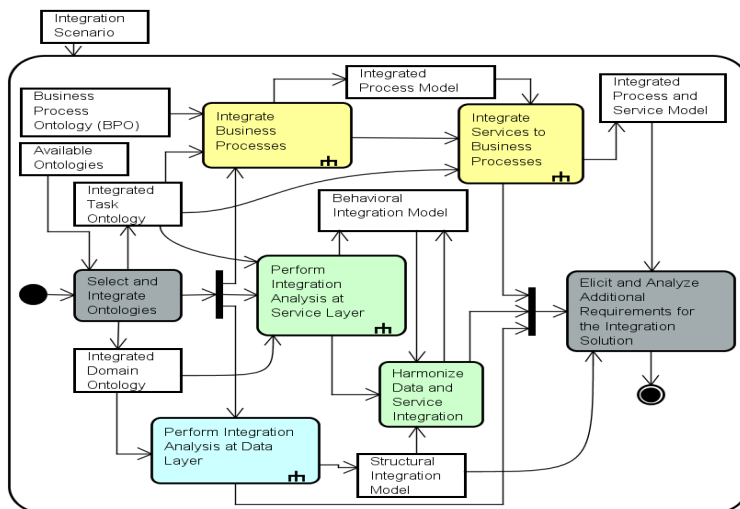 Integration
Scenario
Business
Process
Ontology (BPO)
Integrate
Business
Processes
Integrated
Process Model
Integrate
Services to
Business
Processes
Integrated
Process and
Service Model
Available
Ontologies
Integrated
Task
Ontology
Behavioral
Integration Model
Select and
Integrate
Ontologies
Perform
Integration
Analysis at
Service Layer
Elicit and Analyze
Additional
Requirements for
the Integration
Solution
Integrated
Domain
Ontology
Harmonize
Data and
Service
Integration
Perform Integration
Analysis at Data
Layer
Structural
Integration
Model